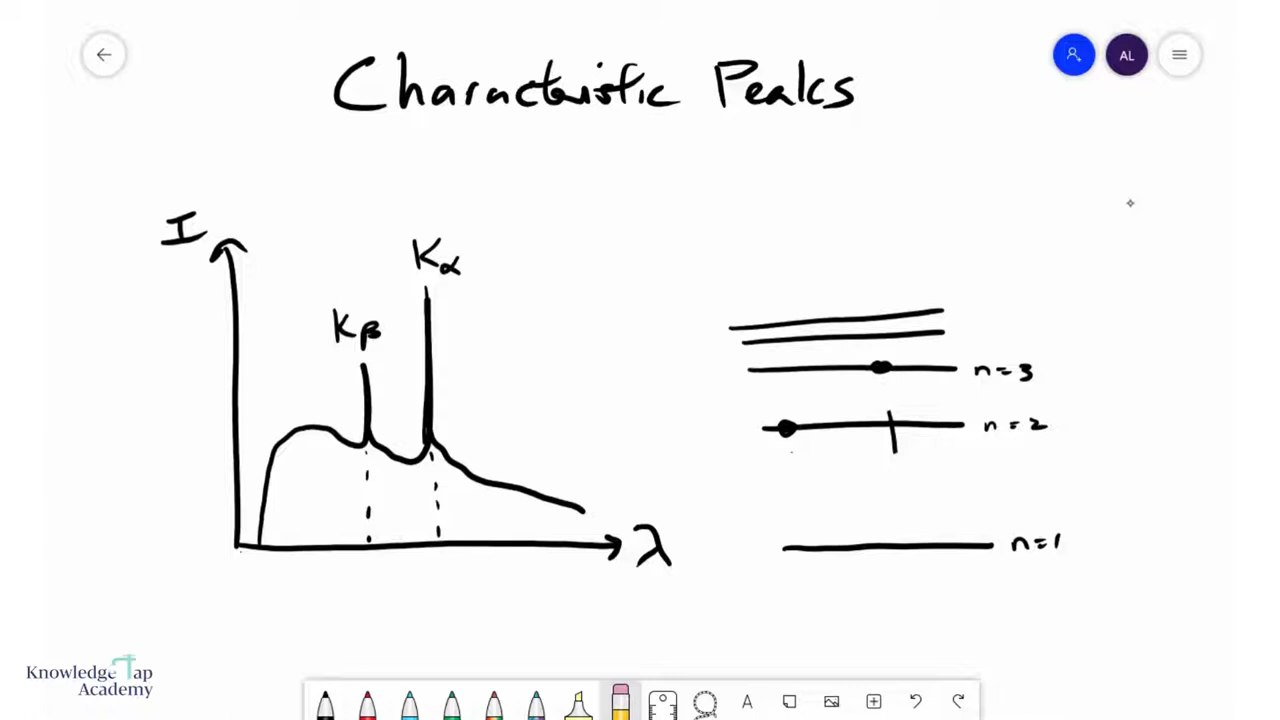 Characteristic Peaks
AL
I
Kα
Kβ
n=3
n=2
λ
n=1
Knowledge Tap
Academy
A